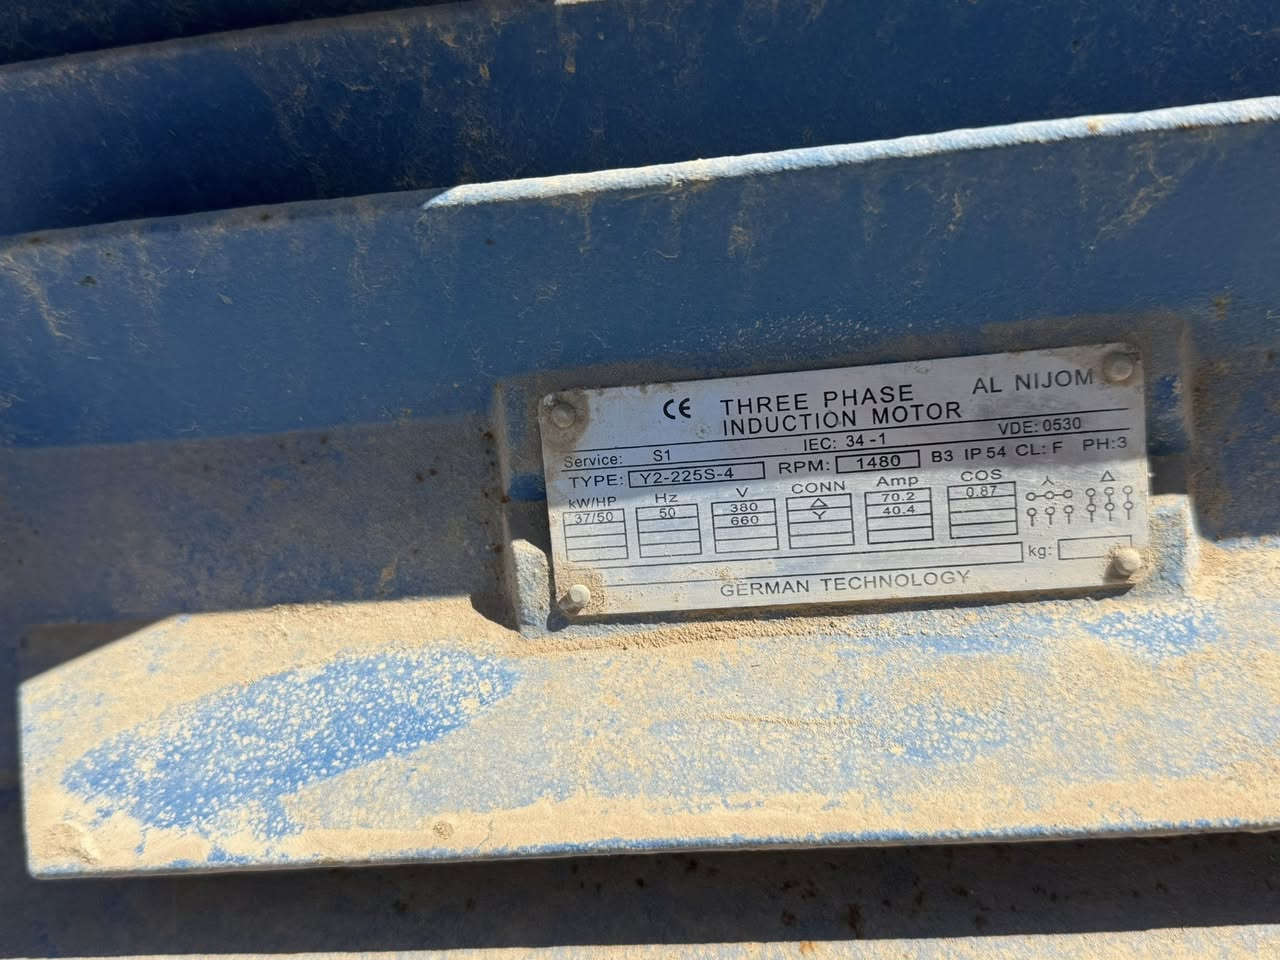 CE THREE PHASE AL NIJOM
INDUCTION MOTOR
Service: S1 IEC: 34-1 VDE: 0530
TYPE: Y2-225S-4 RPM: 1480 B3 IP 54 CL: F PH: 3
kW/HP Hz V CONN Amp COS
37/50 50 380 △ 70.2 0.87
660 Y 40.4
kg:
GERMAN TECHNOLOGY